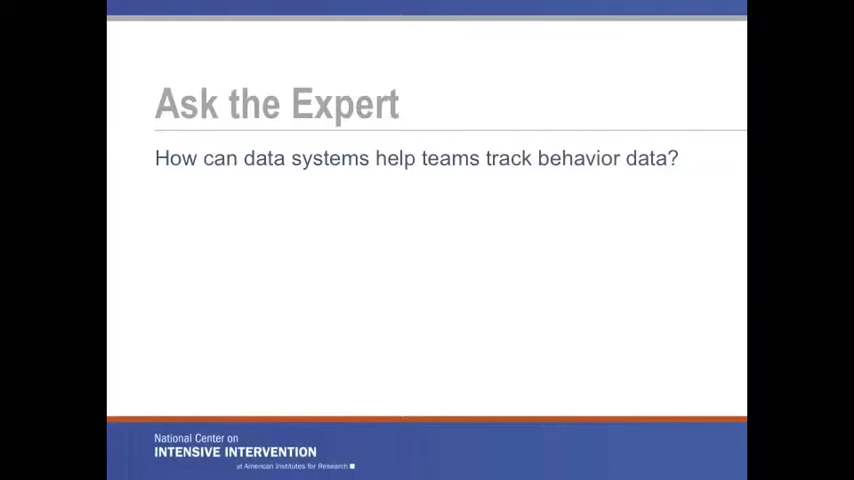 Ask the Expert
How can data systems help teams track behavior data?
National Center on
INTENSIVE INTERVENTION
at American Institutes for Research